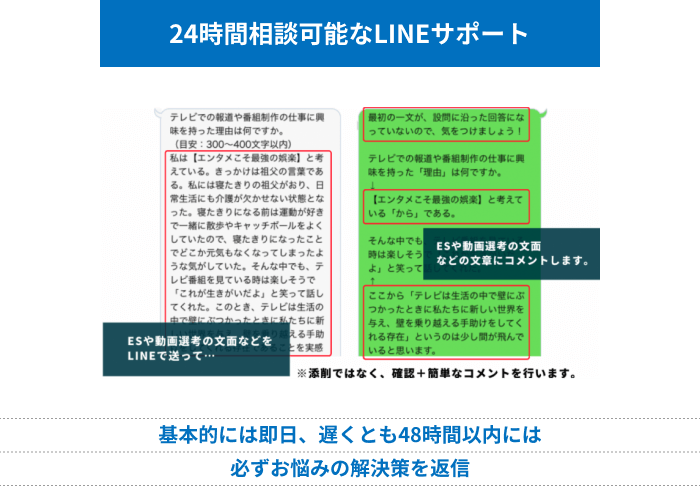 24時間相談可能なLINEサポート
テレビでの報道や番組制作の仕事に興
味を持った理由は何ですか。
（目安：300〜400文字以内）
私は【エンタメこそ最強の娯楽】と考
えている。きっかけは祖父の言葉であ
る。私には寝たきりの祖父がおり、日
常生活にも介護が欠かせない状態とな
った。寝たきりになる前は運動が好き
で一緒に散歩やキャッチボールをよく
していたので、寝たきりになったこと
でどこか元気もなくなってしまったよ
うな気がしていた。そんな中でも、テ
レビ番組を見ている時は楽しそうで
「これが生きがいだよ」と笑って話し
てくれた。このとき、テレビは生活の
中で壁にぶつかったときに私たちに新
える手助
ことを実感
ESや動画選考の文面などを
LINEで送って…
最初の一文が、設問に沿った回答にな
っていないので、気をつけましょう！
テレビでの報道や番組制作の仕事に興
味を持った「理由」は何ですか。
↓
【エンタメこそ最強の娯楽】と考えて
いる「から」である。
そんな中でも
時は楽しそう
よ」と笑って
↑
ここから「テレビは生活の中で壁にぶ
つかったときに私たちに新しい世界を
与え、壁を乗り越える手助けをしてく
れる存在」というのは少し間が飛んで
いると思います。
ESや動画選考の文面
などの文章にコメントします。
※添削ではなく、確認＋簡単なコメントを行います。
基本的には即日、遅くとも48時間以内には
必ずお悩みの解決策を返信